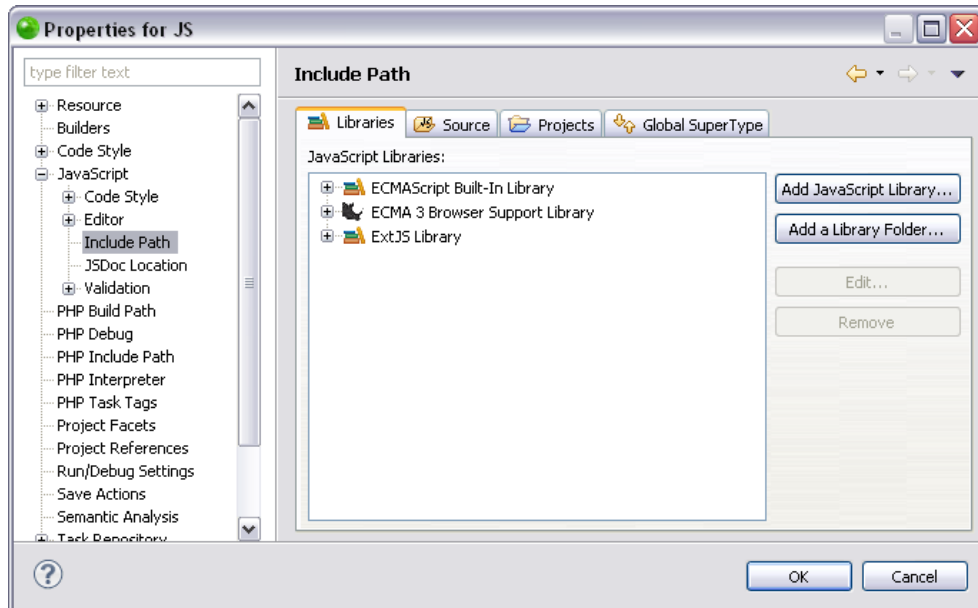 Properties for JS
type filter text
Resource
Builders
Code Style
JavaScript
Code Style
Editor
Include Path
JSDoc Location
Validation
PHP Build Path
PHP Debug
PHP Include Path
PHP Interpreter
PHP Task Tags
Project Facets
Project References
Run/Debug Settings
Save Actions
Semantic Analysis
Task Repository
Include Path
Libraries
Source
Projects
Global SuperType
JavaScript Libraries:
ECMAScript Built-In Library
ECMA 3 Browser Support Library
ExtJS Library
Add JavaScript Library...
Add a Library Folder...
Edit...
Remove
OK
Cancel